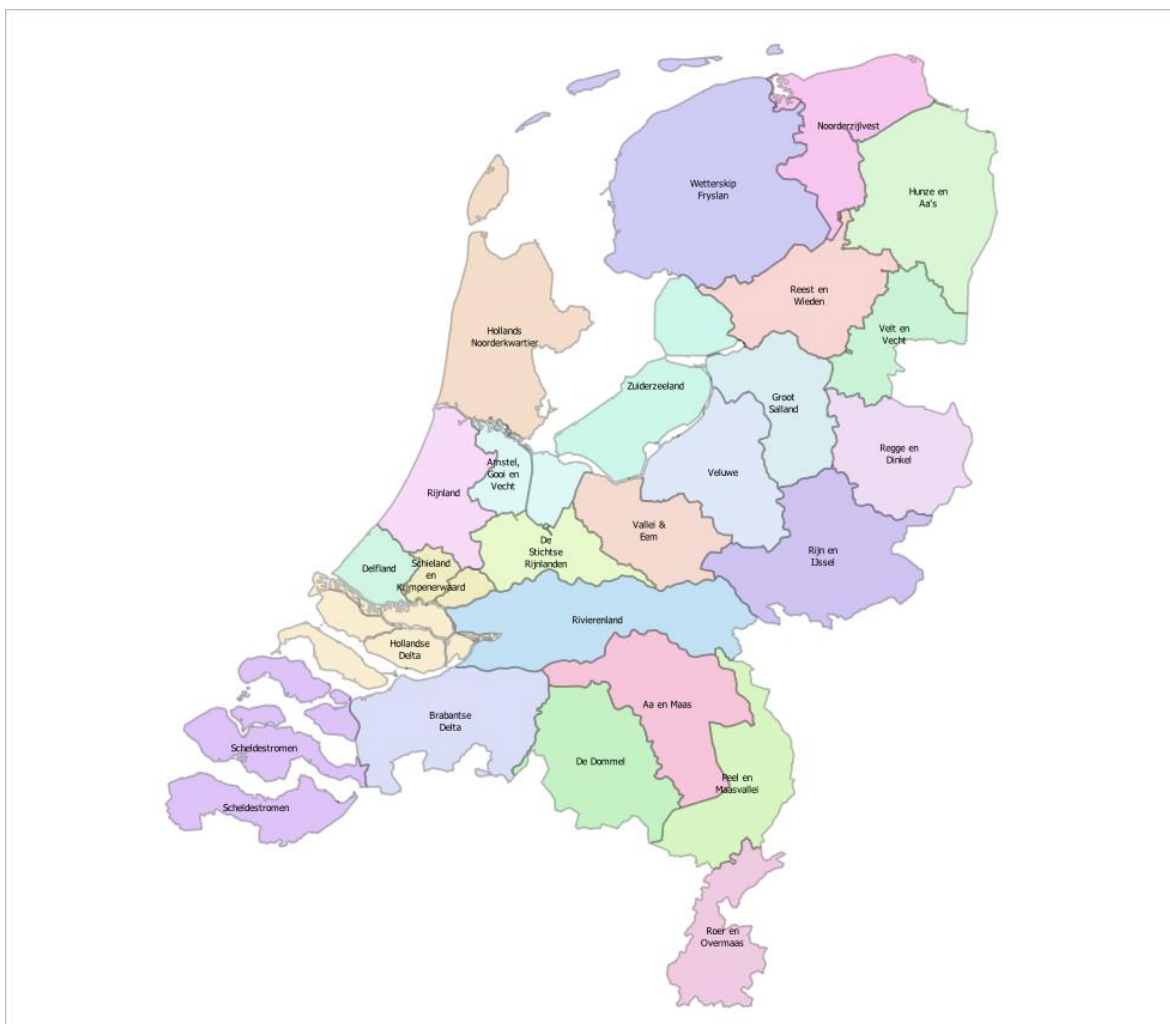 Noorderzijlvest
Wetterskip
Fryslan
Hunze en
Aa's
Reest en
Wieden
Hollands
Noorderkwartier
Velt en
Vecht
Zuiderzeeland
Groot
Salland
Regge en
Dinkel
Amstel,
Gooi en
Vecht
Veluwe
Rijnland
Vallei &
Eem
De
Stichtse
Rijnlanden
Rijn en
IJssel
Delfland
Schieland
en
Krimpenerwaard
Rivierenland
Hollandse
Delta
Aa en Maas
Brabantse
Delta
Scheldestromen
De Dommel
Peel en
Maasvallei
Scheldestromen
Roer en
Overmaas